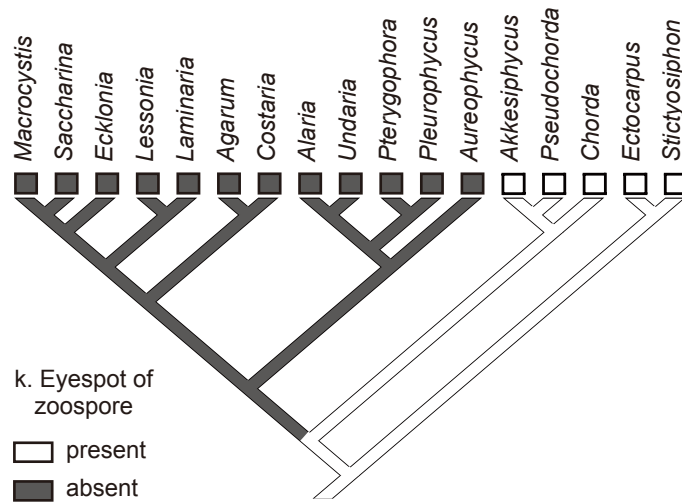 Macrocystis
Saccharina
Ecklonia
Lessonia
Laminaria
Agarum
Costaria
Alaria
Undaria
Pterygophora
Pleurophycus
Aureophycus
Akkesiphycus
Pseudochorda
Chorda
Ectocarpus
Stictyosiphon
k. Eyespot of
zoospore
present
absent